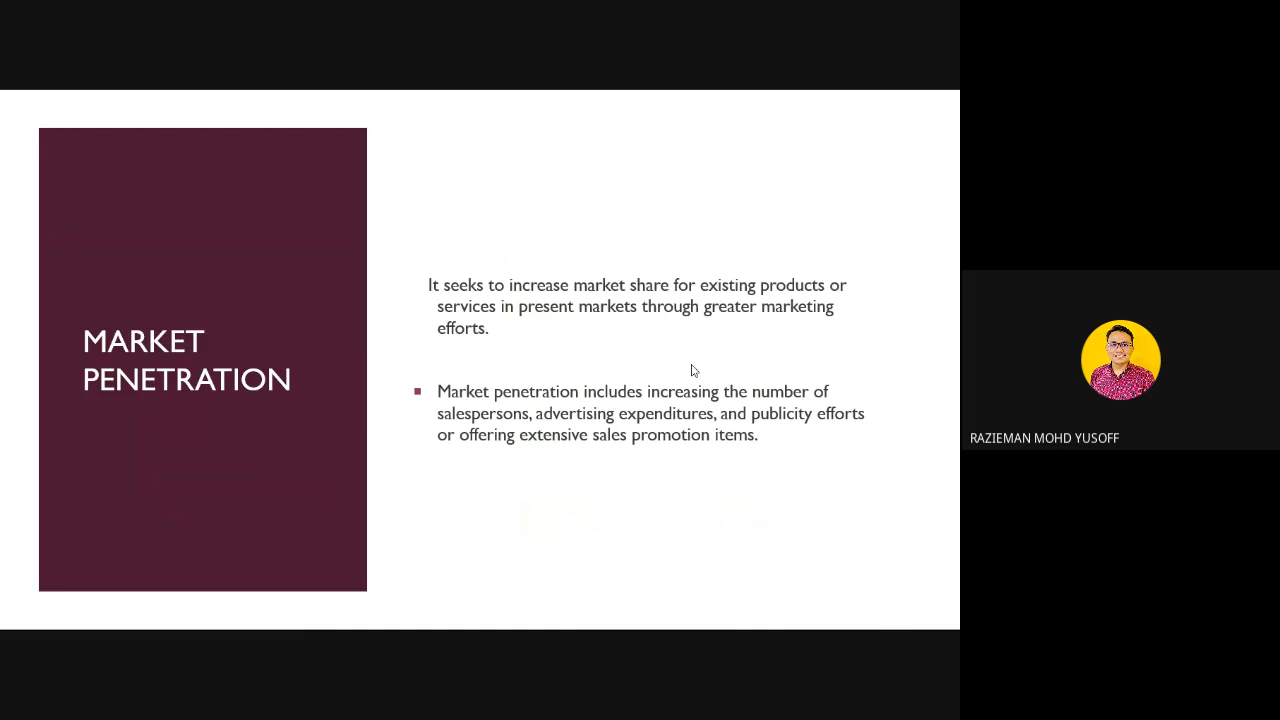 MARKET
PENETRATION
It seeks to increase market share for existing products or
services in present markets through greater marketing
efforts.
Market penetration includes increasing the number of
salespersons, advertising expenditures, and publicity efforts
or offering extensive sales promotion items.
RAZIEMAN MOHD YUSOFF